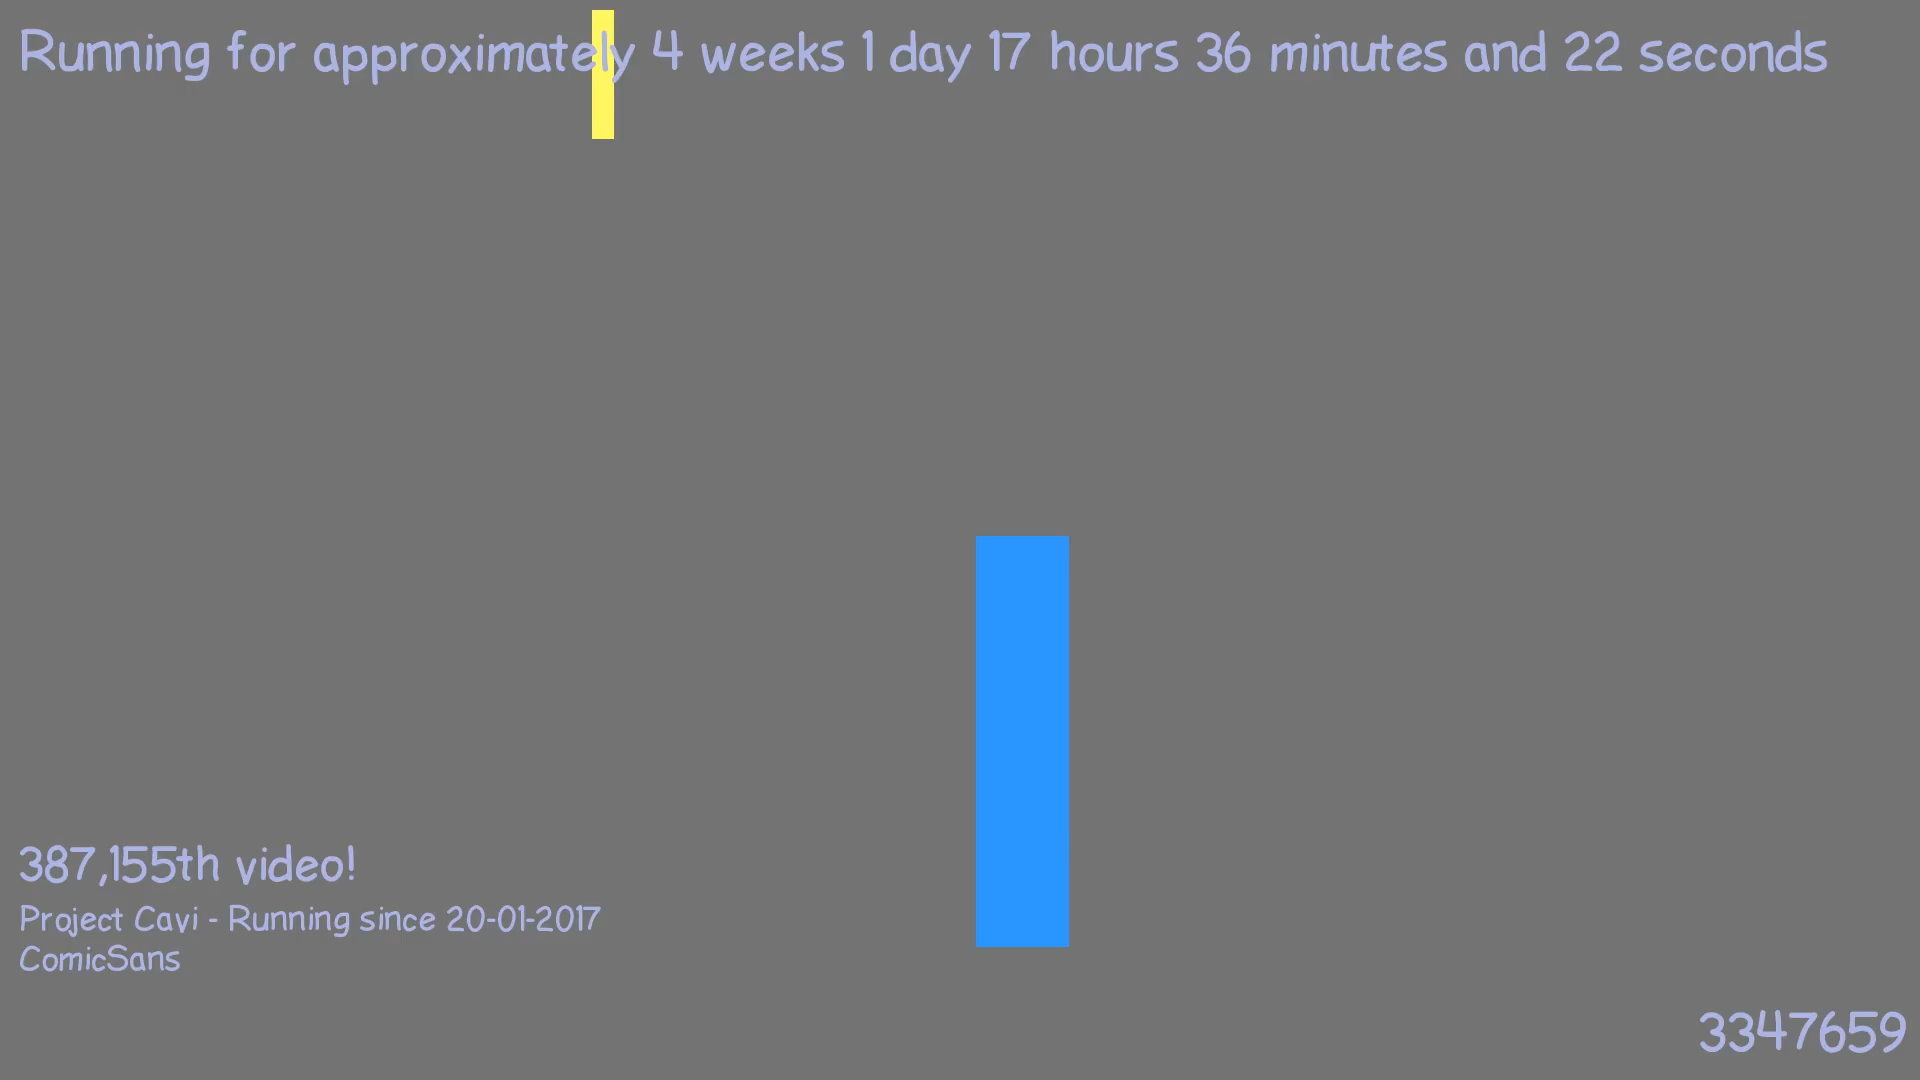 Running for approximately 4 weeks 1 day 17 hours 36 minutes and 22 seconds
387,155th video!
Project Cavi - Running since 20-01-2017
ComicSans
3347659